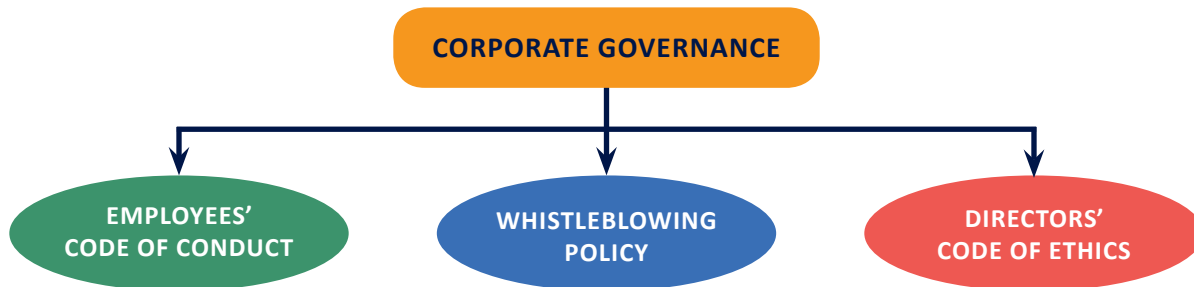 CORPORATE GOVERNANCE
EMPLOYEES’
CODE OF CONDUCT
WHISTLEBLOWING
POLICY
DIRECTORS’
CODE OF ETHICS